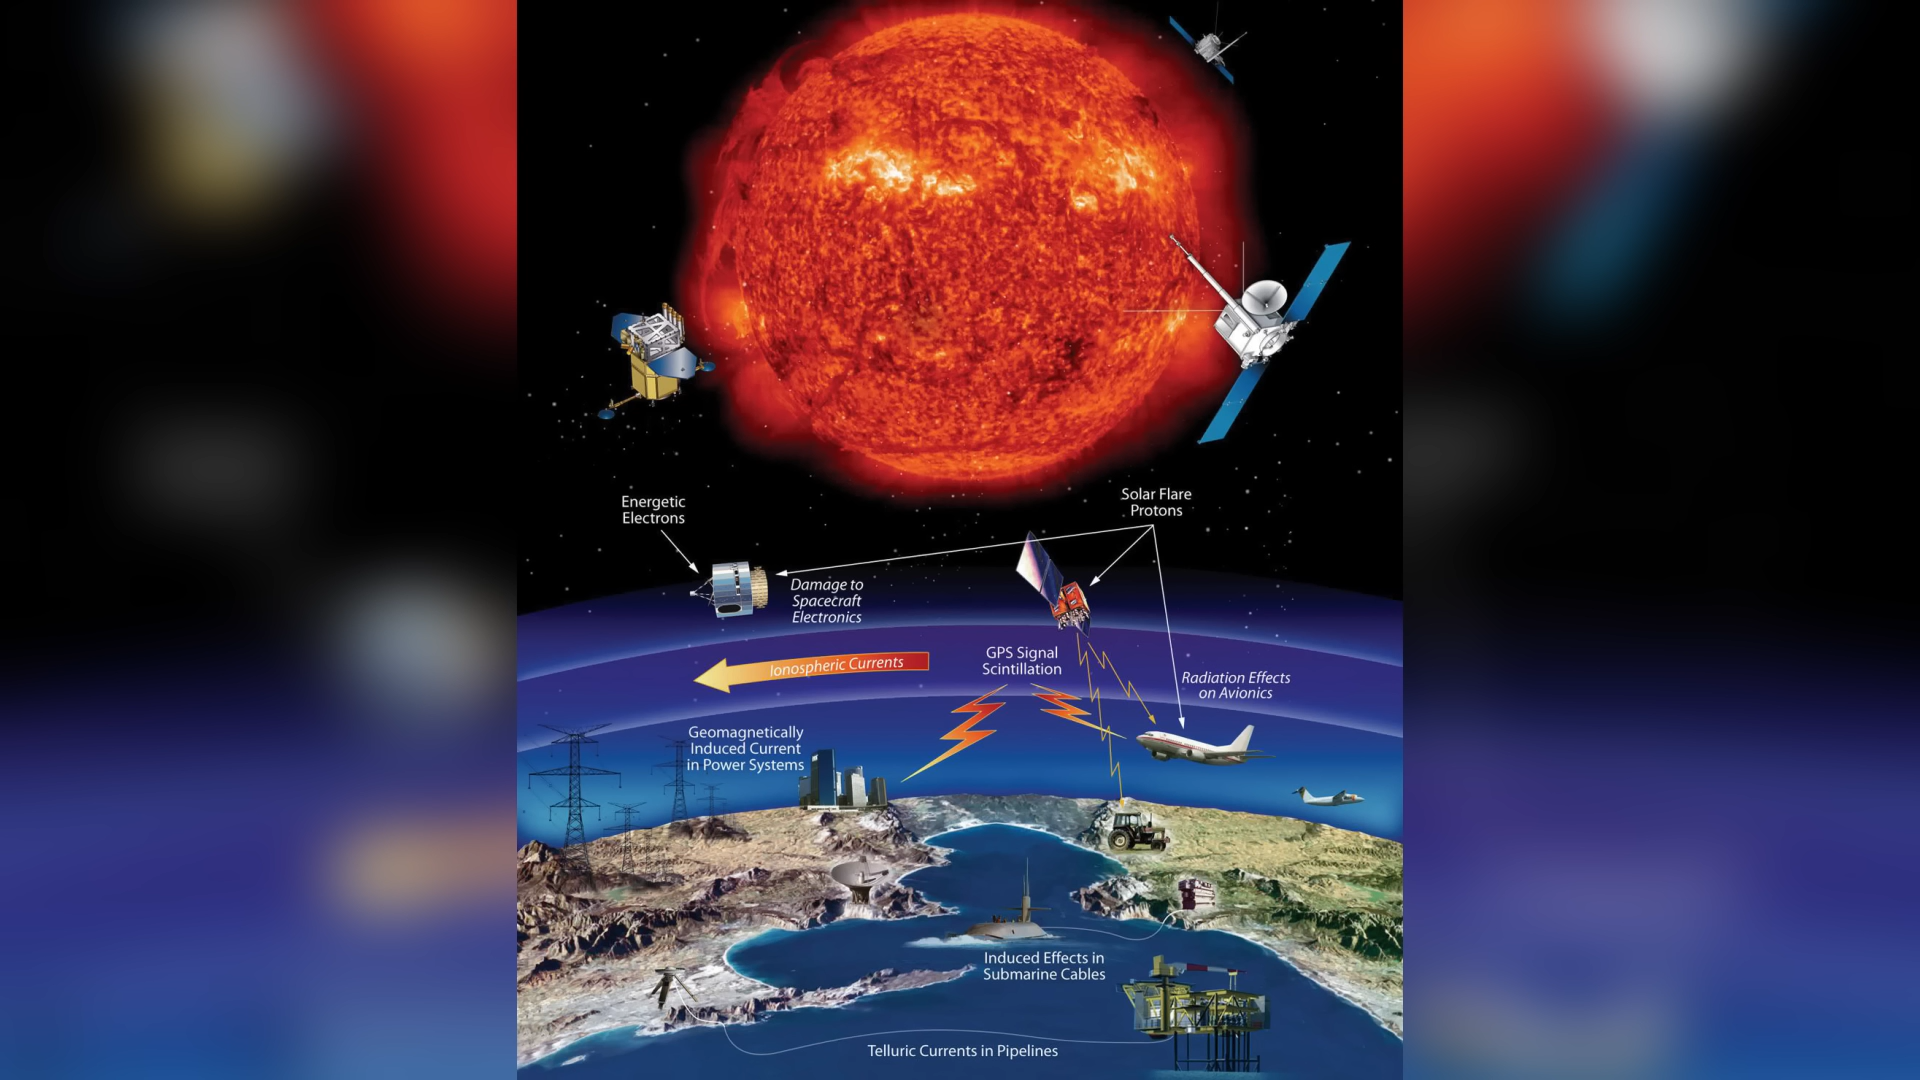 Energetic
Electrons
Solar Flare
Protons
Damage to
Spacecraft
Electronics
Ionospheric Currents
GPS Signal
Scintillation
Radiation Effects
on Avionics
Geomagnetically
Induced Current
in Power Systems
Induced Effects in
Submarine Cables
Telluric Currents in Pipelines